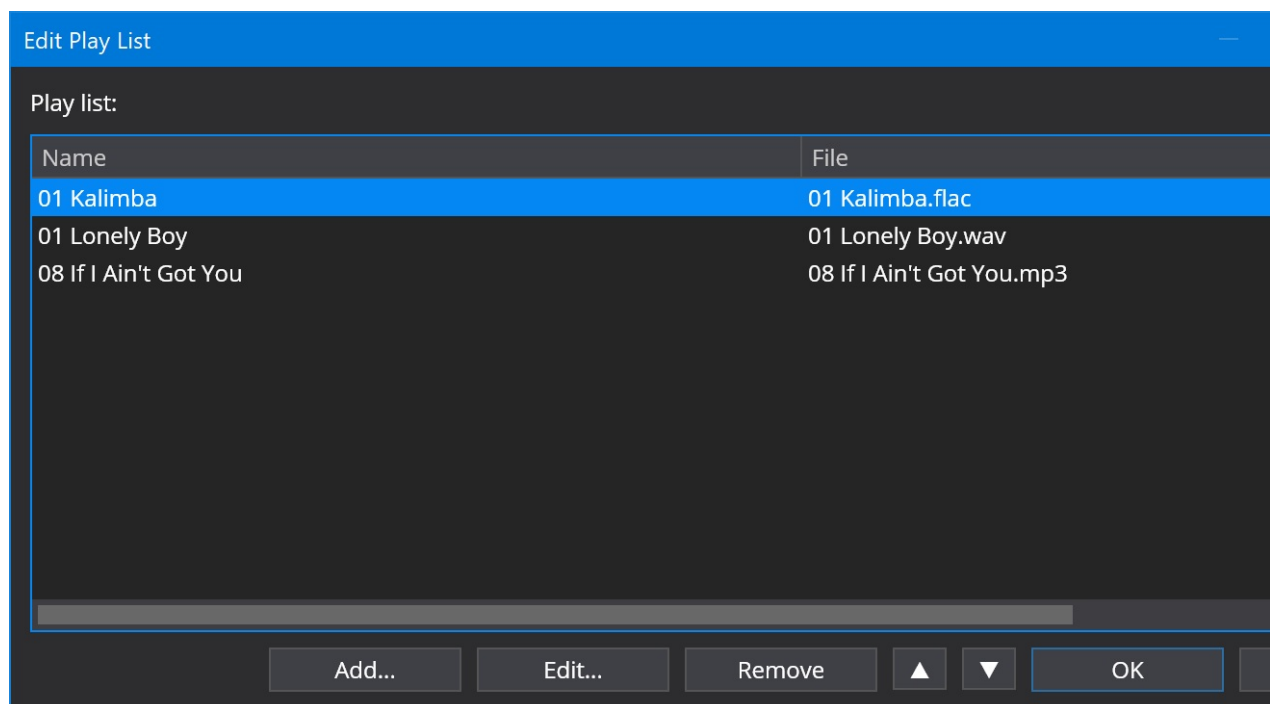 Edit Play List
Play list:
Name File
01 Kalimba 01 Kalimba.flac
01 Lonely Boy 01 Lonely Boy.wav
08 If I Ain't Got You 08 If I Ain't Got You.mp3
Add... Edit... Remove ▲ ▼ OK